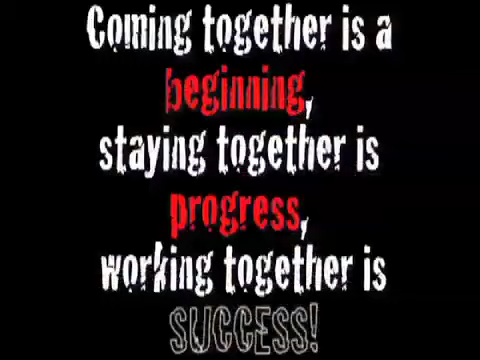 Coming together is a
beginning,
staying together is
progress,
working together is
SUCCESS!